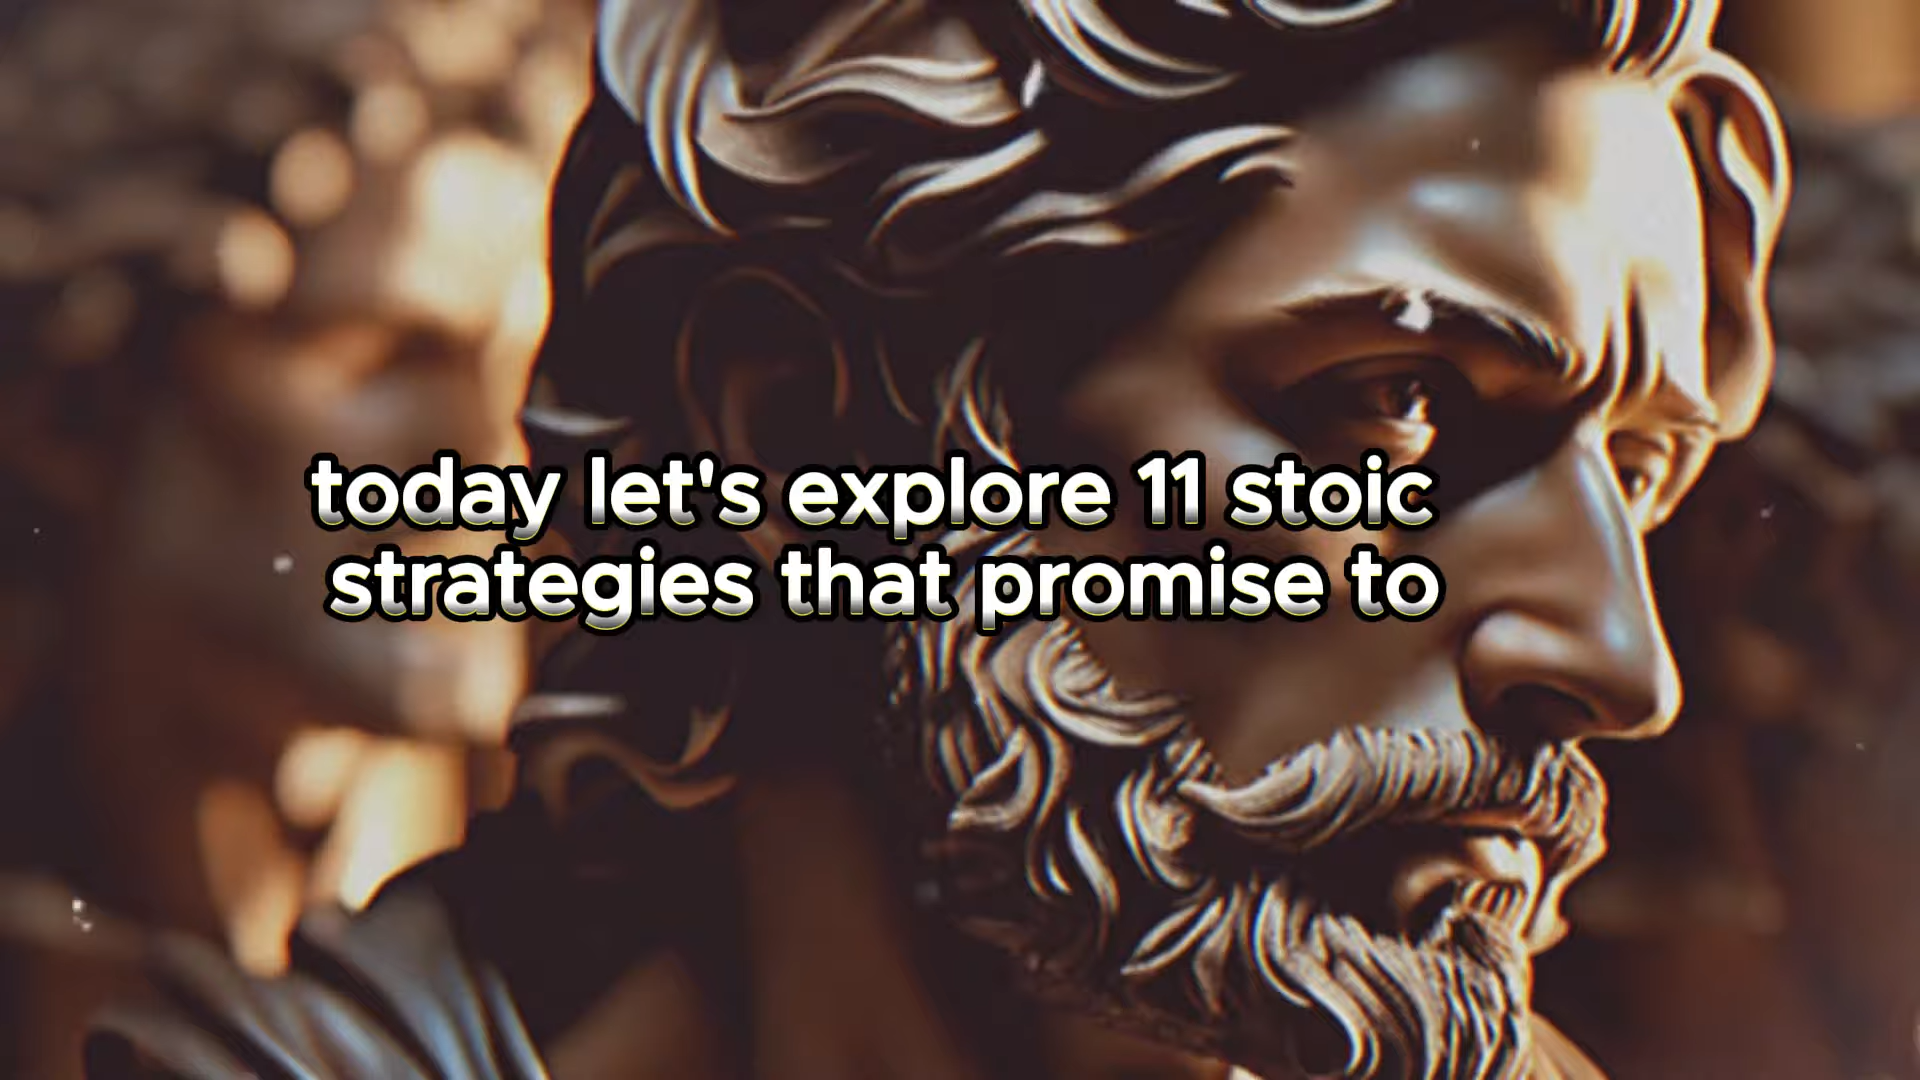 today let's explore 11 stoic
strategies that promise to